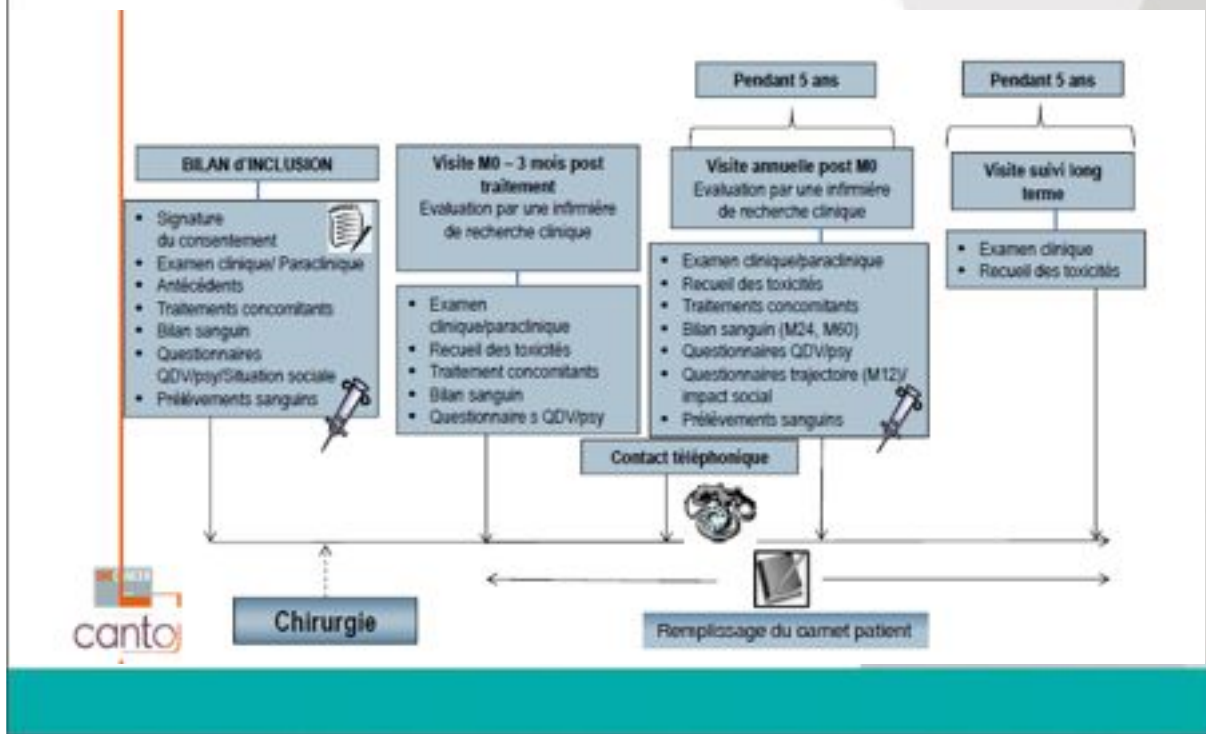 Pendant 5 ans
Pendant 5 ans
BILAN d'INCLUSION
• Signature
du consentement
• Examen clinique/ Paraclinique
• Antécédents
• Traitements concomitants
• Bilan sanguin
• Questionnaires
QDV/psy/Situation sociale
• Prélèvements sanguins
Visite M0 – 3 mois post
traitement
Evaluation par une infirmière
de recherche clinique
• Examen
clinique/paraclinique
• Recueil des toxicités
• Traitement concomitants
• Bilan sanguin
• Questionnaire s QDV/psy
Visite annuelle post M0
Evaluation par une infirmière
de recherche clinique
• Examen clinique/paraclinique
• Recueil des toxicités
• Traitements concomitants
• Bilan sanguin (M24, M60)
• Questionnaires QDV/psy
• Questionnaires trajectoire (M12)/
impact social
• Prélèvements sanguins
Visite suivi long
terme
• Examen clinique
• Recueil des toxicités
Contact téléphonique
Chirurgie
Remplissage du carnet patient
canto